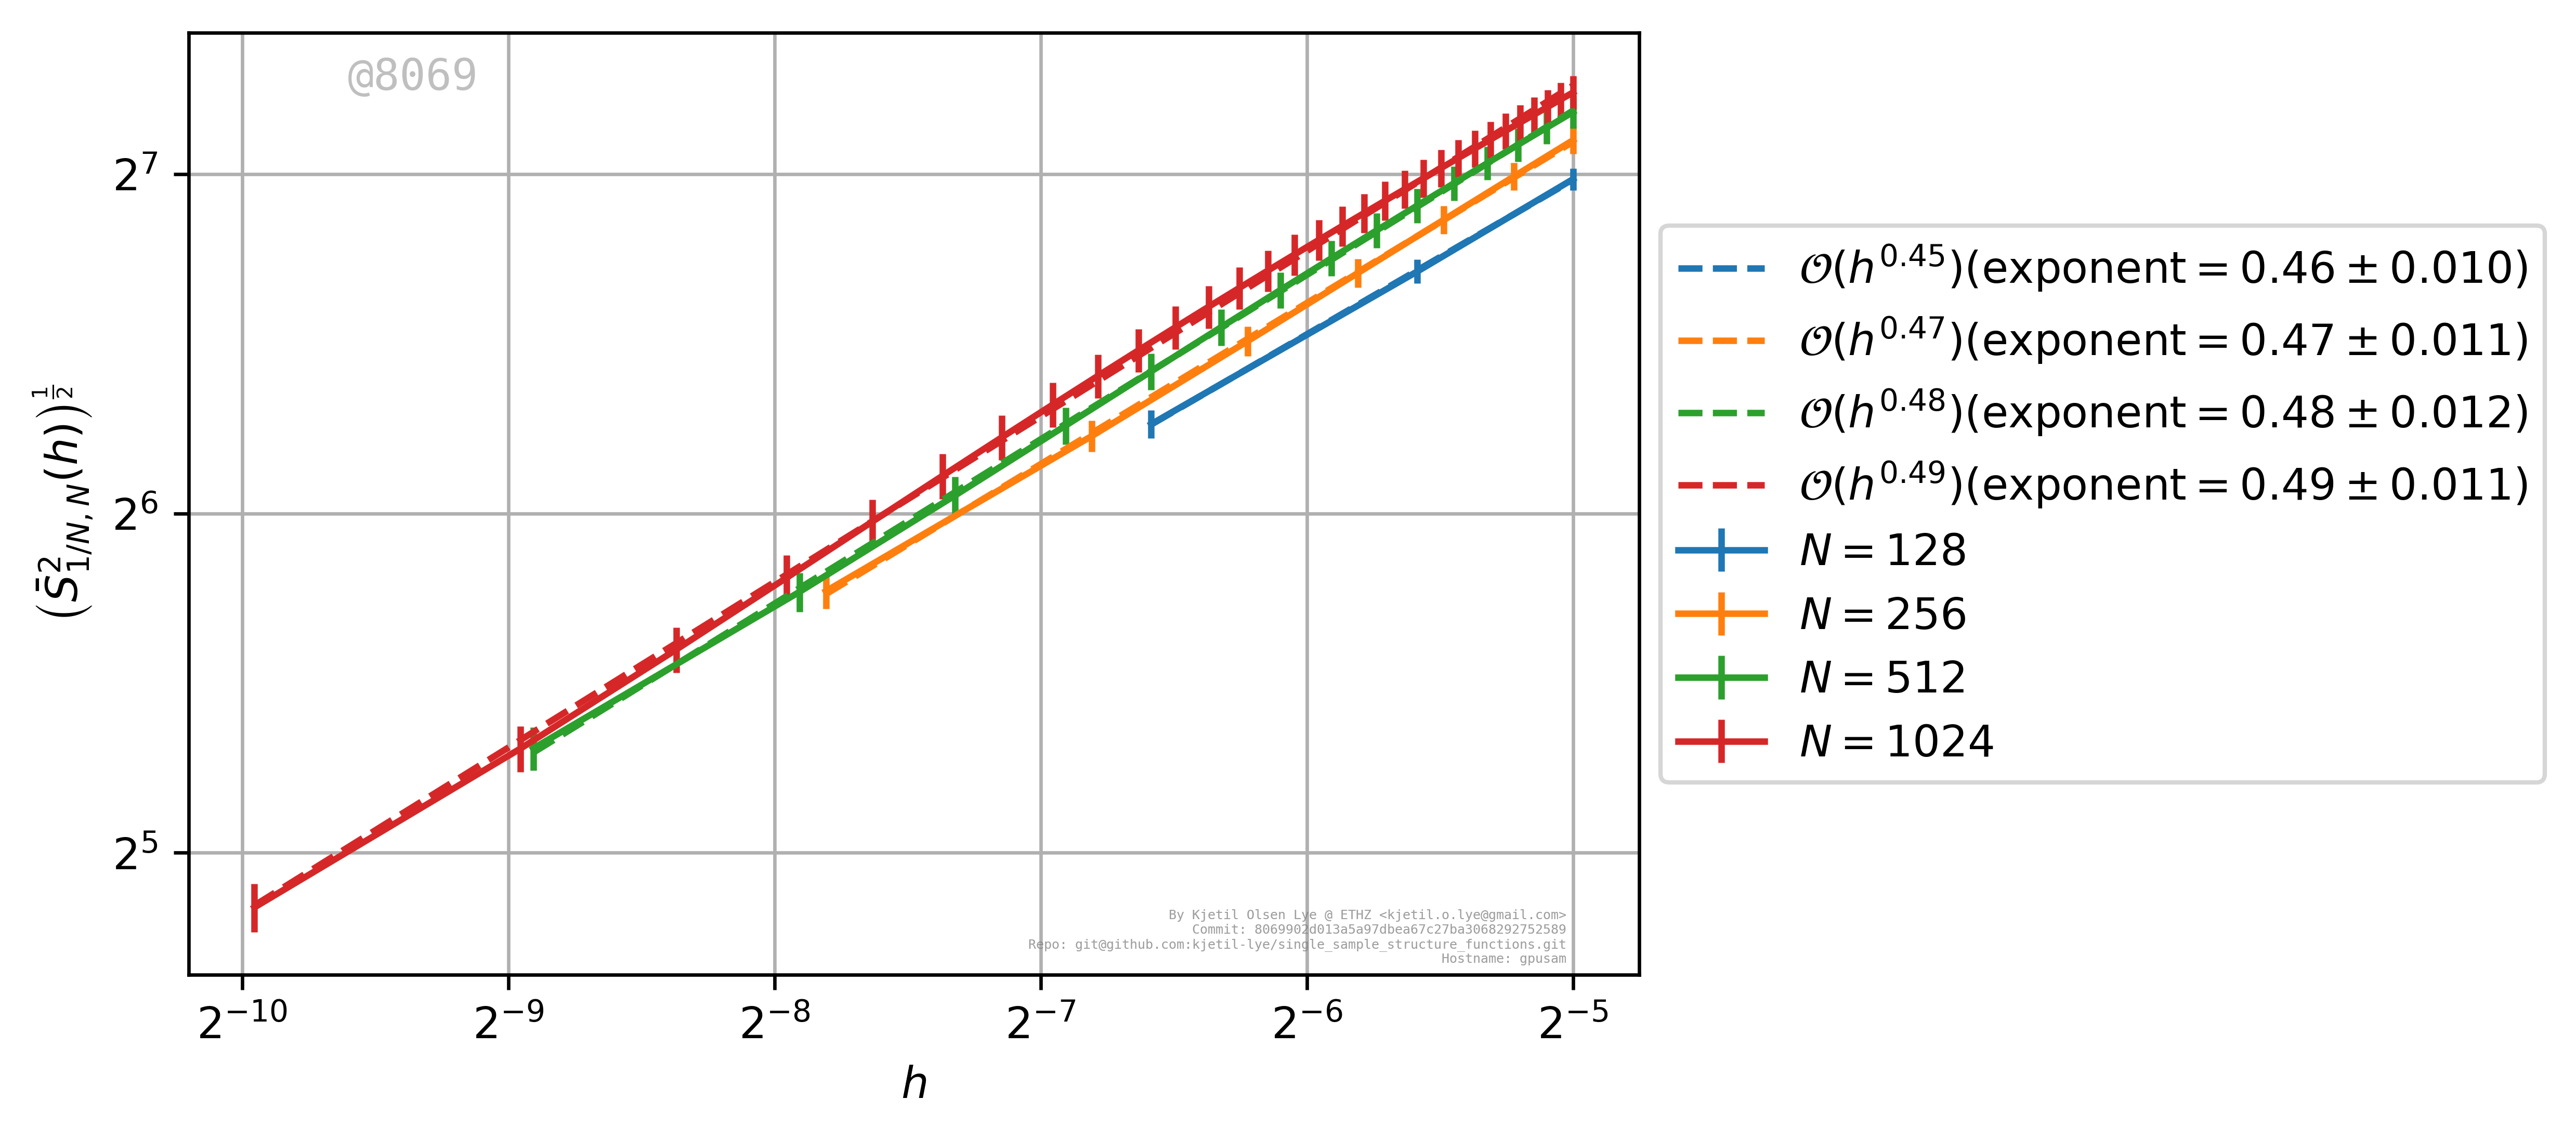 @8069
2^7
2^6
2^5
(S̄^2_{1/N,N}(h))^{1/2}
By Kjetil Olsen Lye @ ETHZ <kjetil.o.lye@gmail.com>
Commit: 8069902d013a5a97dbea67c27ba3068292752589
Repo: git@github.com:kjetil-lye/single_sample_structure_functions.git
Hostname: gpusam
2^{-10} 2^{-9} 2^{-8} 2^{-7} 2^{-6} 2^{-5}
h
𝒪(h^{0.45})(exponent = 0.46 ± 0.010)
𝒪(h^{0.47})(exponent = 0.47 ± 0.011)
𝒪(h^{0.48})(exponent = 0.48 ± 0.012)
𝒪(h^{0.49})(exponent = 0.49 ± 0.011)
N = 128
N = 256
N = 512
N = 1024